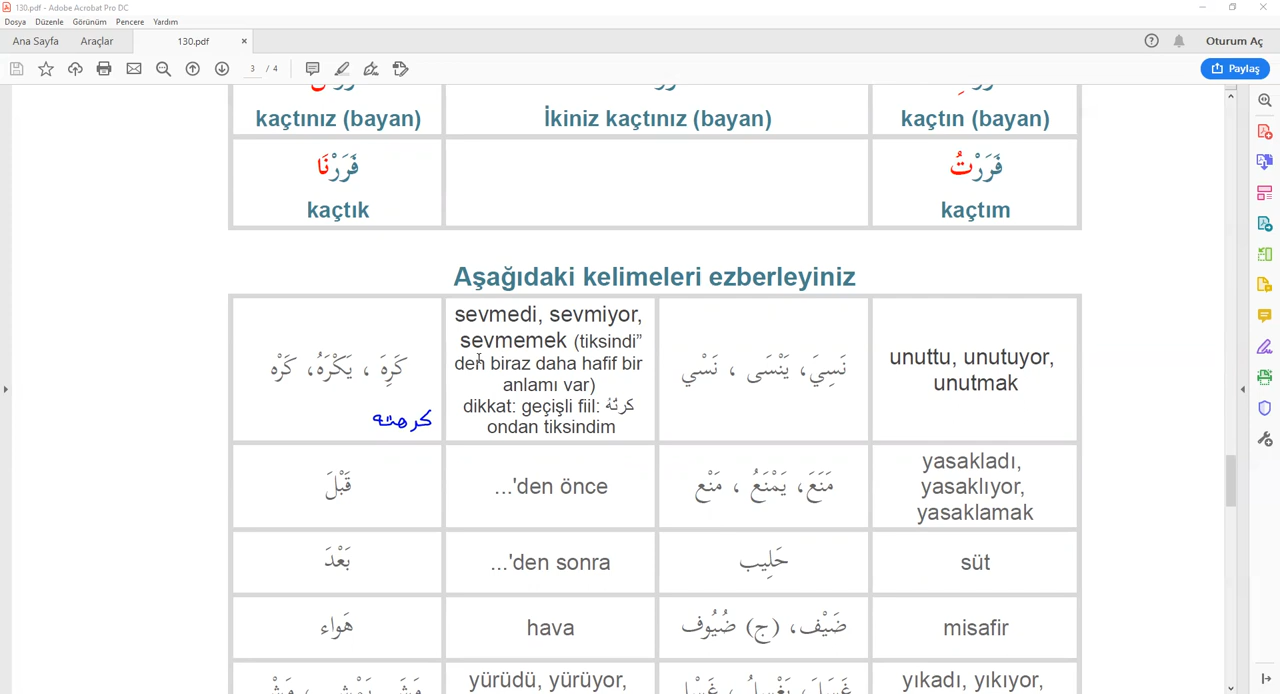 130.pdf - Adobe Acrobat Pro DC
Dosya Düzenle Görünüm Pencere Yardım
Ana Sayfa Araçlar 130.pdf × Oturum Aç
3 / 4 Paylaş
kaçtınız (bayan) İkiniz kaçtınız (bayan) kaçtın (bayan)
فَرَرْنَا فَرَرْتُ
kaçtık kaçtım
Aşağıdaki kelimeleri ezberleyiniz
كَرِهَ ، يَكْرَهُ، كَرْه
كرهته
sevmedi, sevmiyor,
sevmemek (tiksindi”
den biraz daha hafif bir
anlamı var)
dikkat: geçişli fiil: كرتُهُ
ondan tiksindim
نَسِيَ، يَنْسَى ، نَسْي
unuttu, unutuyor,
unutmak
قَبْلَ
...'den önce
مَنَعَ، يَمْنَعُ ، مَنْع
yasakladı,
yasaklıyor,
yasaklamak
بَعْدَ
...'den sonra
حَلِيب
süt
هَواء
hava
ضَيْف، (ج) ضُيُوف
misafir
yürüdü, yürüyor,
غَسَلَ، يَغْسِلُ ، غَسْل
yıkadı, yıkıyor,